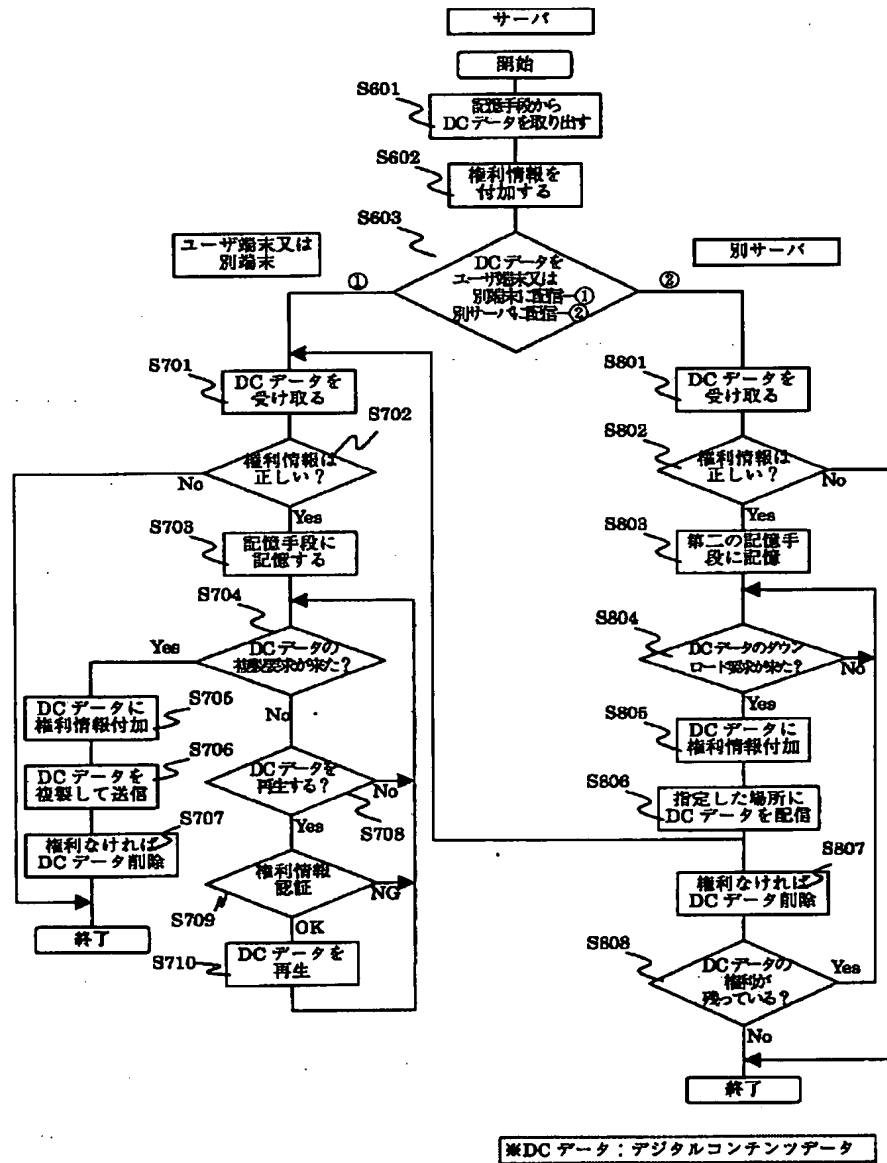 サーバ
開始
S601
記憶手段から
DCデータを取り出す
S602
権利情報を
付加する
S603
DCデータを
ユーザ端末又は
別端末に配信―①
別サーバに配信―②
①
②
ユーザ端末又は
別端末
S701
DCデータを
受け取る
S702
権利情報は
正しい？
No
Yes
S703
記憶手段に
記憶する
S704
DCデータの
複製要求が来た？
Yes
No
S705
DCデータに
権利情報付加
S706
DCデータを
複製して送信
S707
権利なければ
DCデータ削除
終了
DCデータを
再生する？
No
S708
Yes
権利情報
認証
NG
S709
OK
S710
DCデータを
再生
別サーバ
S801
DCデータを
受け取る
S802
権利情報は
正しい？
No
Yes
S803
第二の記憶手
段に記憶
S804
DCデータのダウン
ロード要求が来た？
No
Yes
S805
DCデータに
権利情報付加
S806
指定した場所に
DCデータを配信
S807
権利なければ
DCデータ削除
S808
DCデータの
権利が
残っている？
Yes
No
終了
※DCデータ：デジタルコンテンツデータ